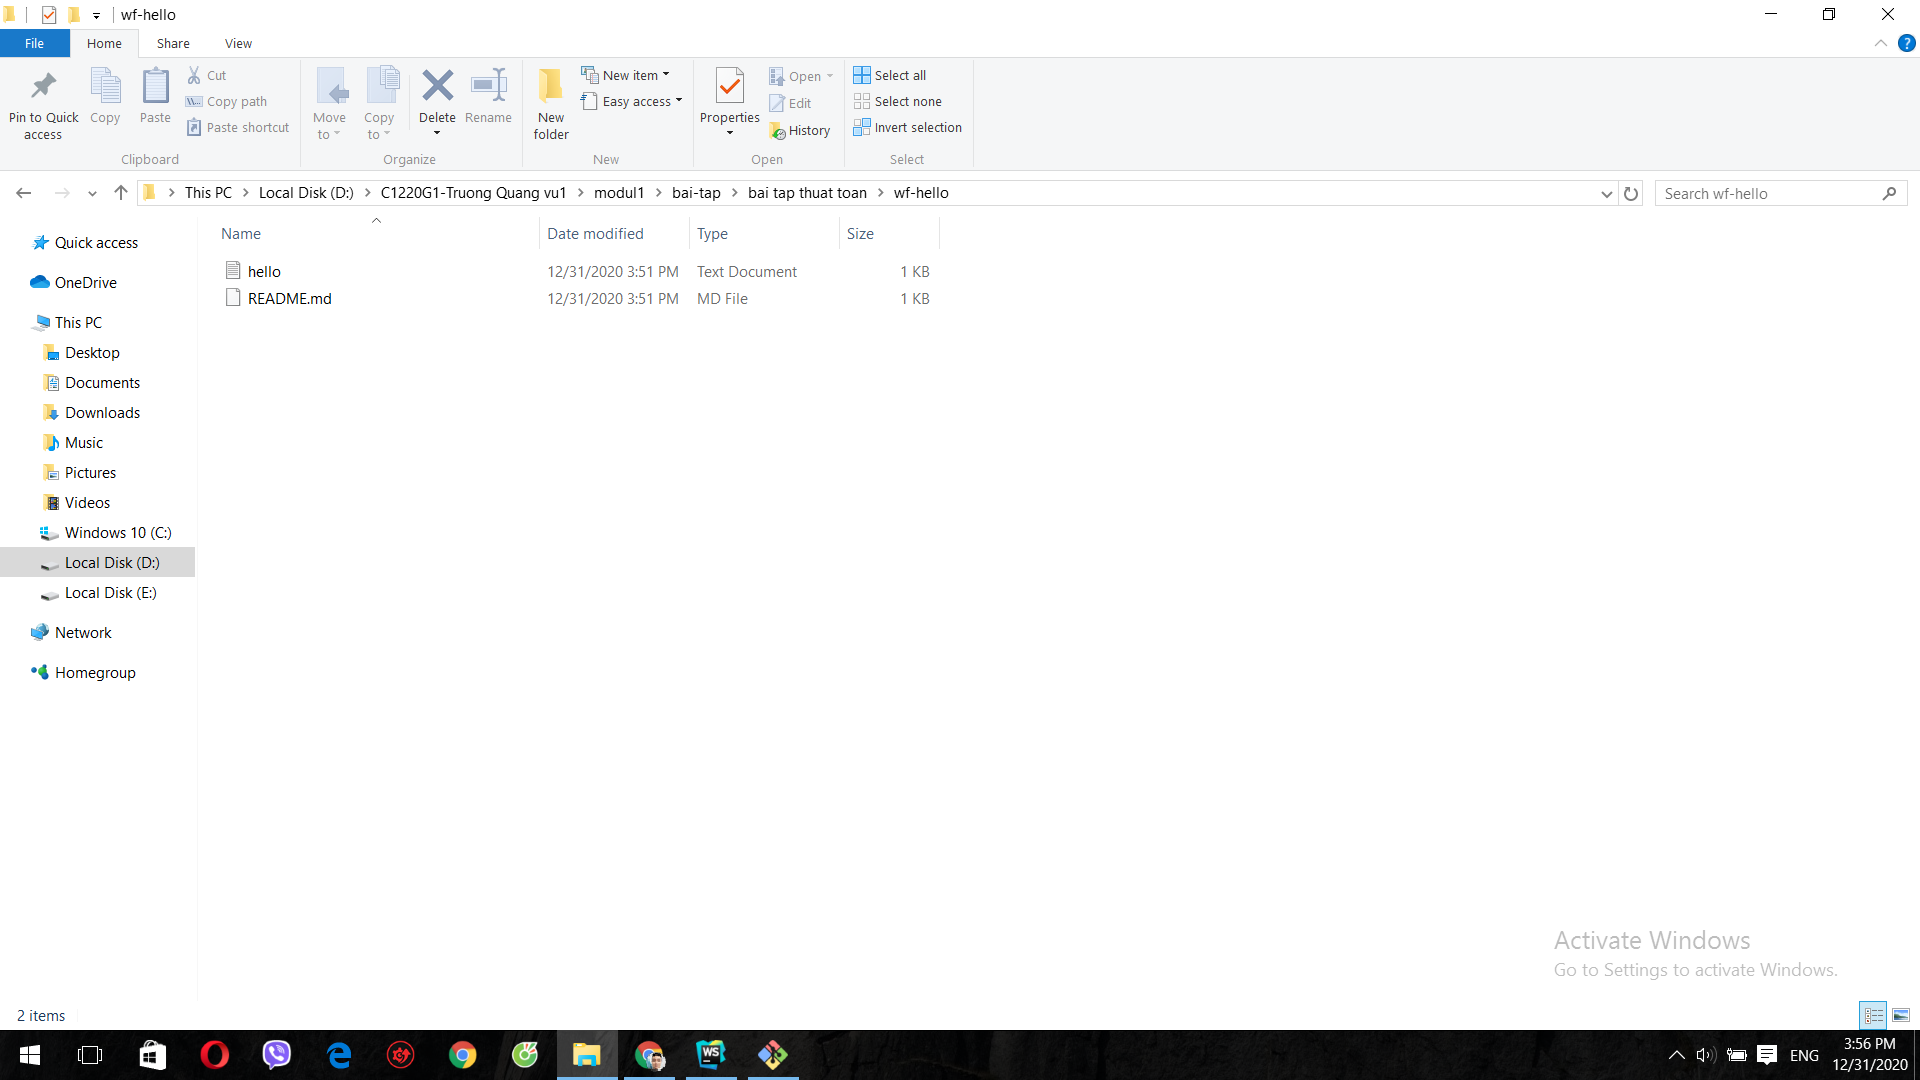 wf-hello
File Home Share View
Pin to Quick access
Copy
Paste
Cut
Copy path
Paste shortcut
Clipboard
Move to
Copy to
Delete
Rename
Organize
New folder
New item
Easy access
New
Properties
Open
Edit
History
Open
Select all
Select none
Invert selection
Select
This PC > Local Disk (D:) > C1220G1-Truong Quang vu1 > modul1 > bai-tap > bai tap thuat toan > wf-hello
Search wf-hello
Name Date modified Type Size
hello 12/31/2020 3:51 PM Text Document 1 KB
README.md 12/31/2020 3:51 PM MD File 1 KB
Quick access
OneDrive
This PC
Desktop
Documents
Downloads
Music
Pictures
Videos
Windows 10 (C:)
Local Disk (D:)
Local Disk (E:)
Network
Homegroup
Activate Windows
Go to Settings to activate Windows.
2 items
WS
ENG
3:56 PM
12/31/2020